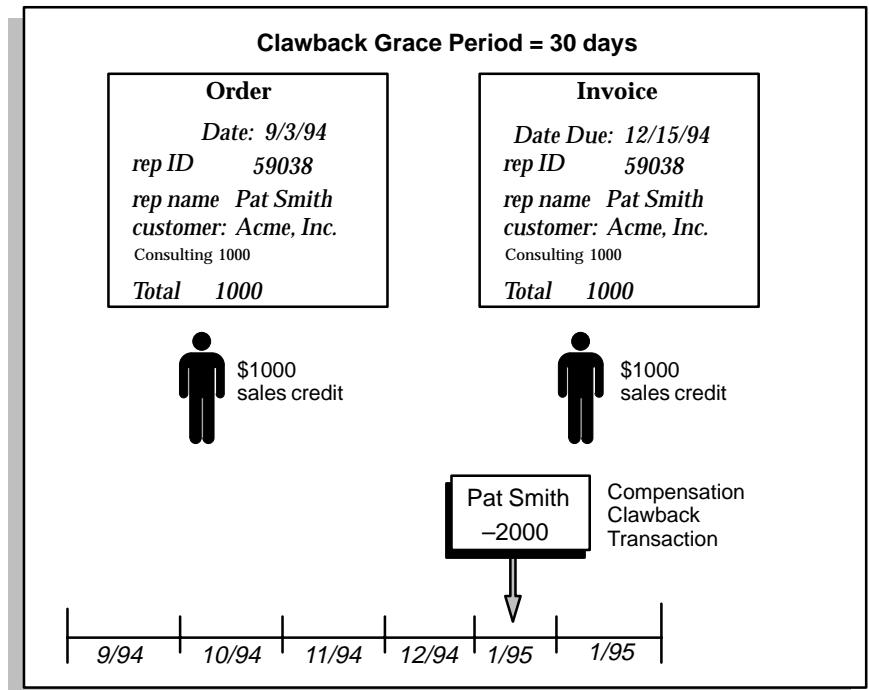 Clawback Grace Period = 30 days
Order
Date: 9/3/94
rep ID 59038
rep name Pat Smith
customer: Acme, Inc.
Consulting 1000
Total 1000
Invoice
Date Due: 12/15/94
rep ID 59038
rep name Pat Smith
customer: Acme, Inc.
Consulting 1000
Total 1000
$1000
sales credit
$1000
sales credit
Pat Smith
–2000
Compensation
Clawback
Transaction
9/94 10/94 11/94 12/94 1/95 1/95